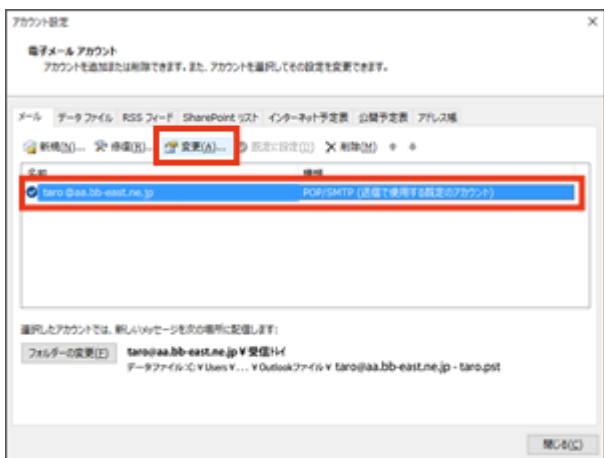 アカウント設定
電子メール アカウント
アカウントを追加または削除できます。また、アカウントを選択してその設定を変更できます。
メール データ ファイル RSS フィード SharePoint リスト インターネット予定表 公開予定表 アドレス帳
新規(N)... 修復(R)... 変更(A)... 既定に設定(D) 削除(M)
名前 種類
taro@aa.bb-east.ne.jp POP/SMTP (送信で使用する既定のアカウント)
選択したアカウントでは、新しいメッセージを次の場所に配信します:
フォルダーの変更(F) taro@aa.bb-east.ne.jp¥受信トレイ
データファイル:C:¥Users¥...¥Outlookファイル¥taro@aa.bb-east.ne.jp - taro.pst
閉じる(C)